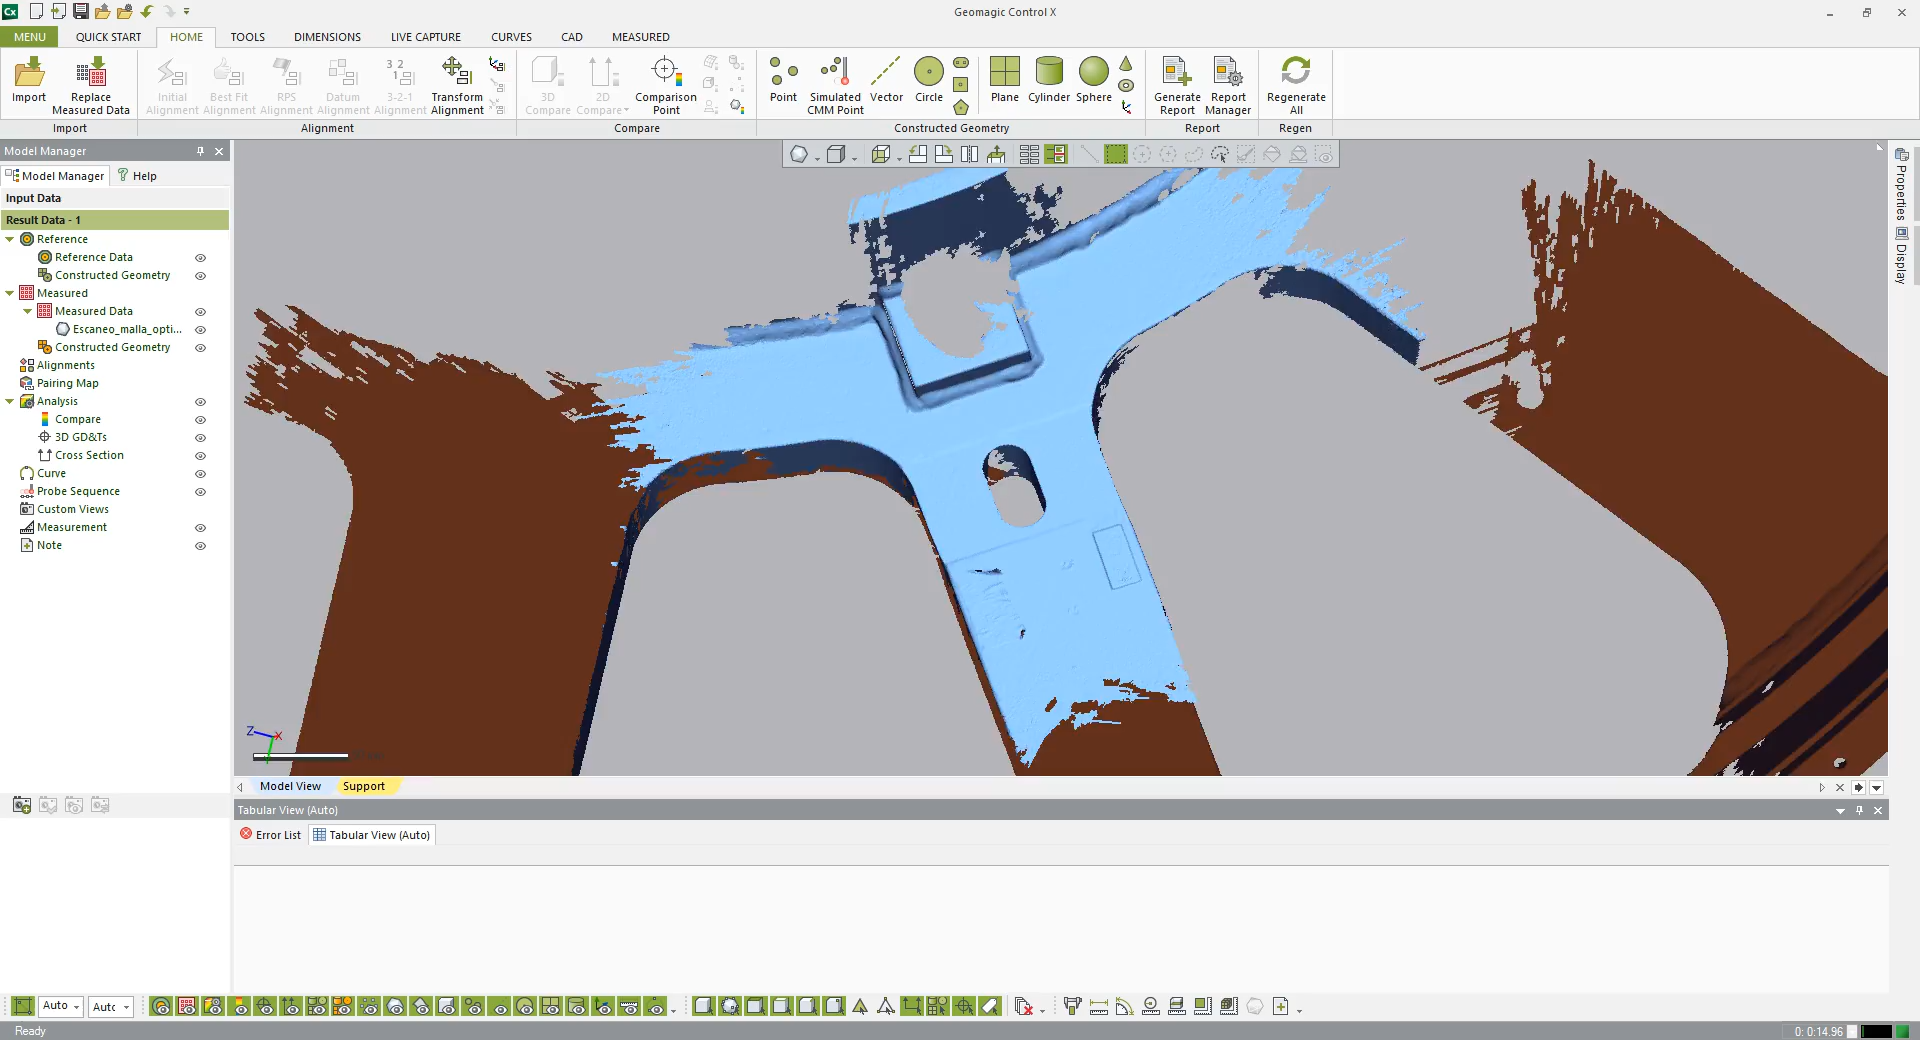 Cx
Geomagic Control X
MENU QUICK START HOME TOOLS DIMENSIONS LIVE CAPTURE CURVES CAD MEASURED
Import
Replace Measured Data
Initial Alignment
Best Fit Alignment
RPS Alignment
Datum Alignment
3 2 1
3-2-1 Alignment
Transform Alignment
3D Compare
2D Compare
Comparison Point
Point
Simulated CMM Point
Vector
Circle
Plane
Cylinder
Sphere
Generate Report
Report Manager
Regenerate All
Import Alignment Compare Constructed Geometry Report Regen
Model Manager
Model Manager Help
Input Data
Result Data - 1
Reference
Reference Data
Constructed Geometry
Measured
Measured Data
Escaneo_malla_opti...
Constructed Geometry
Alignments
Pairing Map
Analysis
Compare
3D GD&Ts
Cross Section
Curve
Probe Sequence
Custom Views
Measurement
Note
Properties
Display
Z X
Model View Support
Tabular View (Auto)
Error List Tabular View (Auto)
Auto Autc
Ready
0: 0:14.96